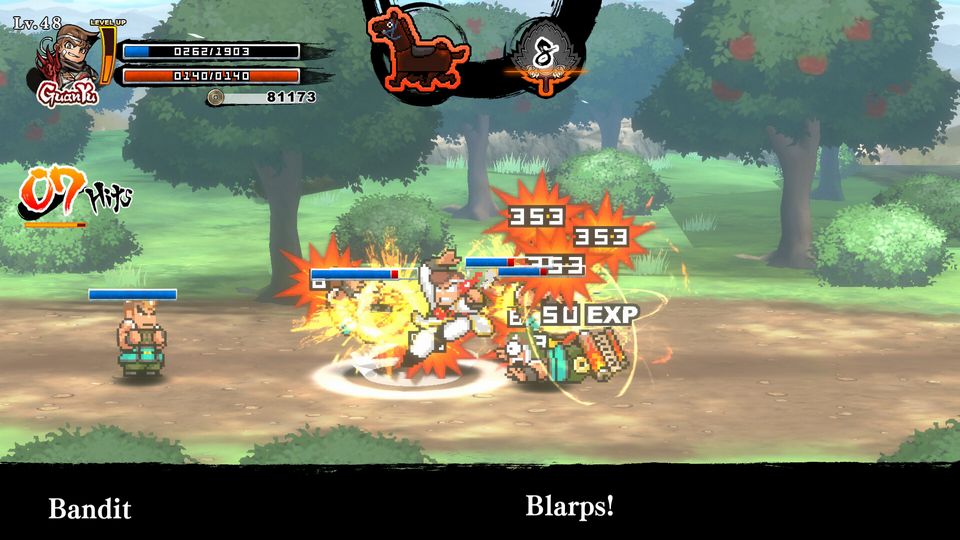 Lv.48
LEVEL UP
0262/1903
0140/0140
GuanYu
81173
8
07 Hits
353
353
353
EXP
Bandit
Blarps!